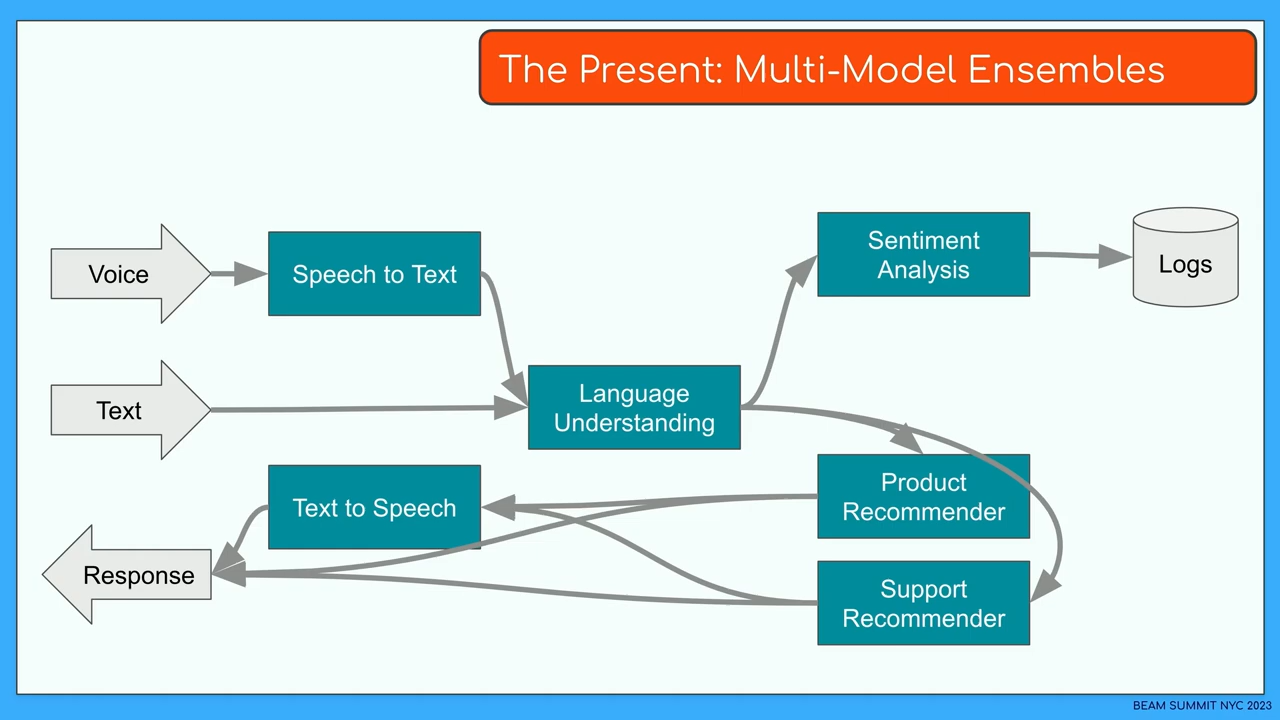 The Present: Multi-Model Ensembles
Voice
Speech to Text
Sentiment
Analysis
Logs
Text
Language
Understanding
Text to Speech
Product
Recommender
Response
Support
Recommender
BEAM SUMMIT NYC 2023